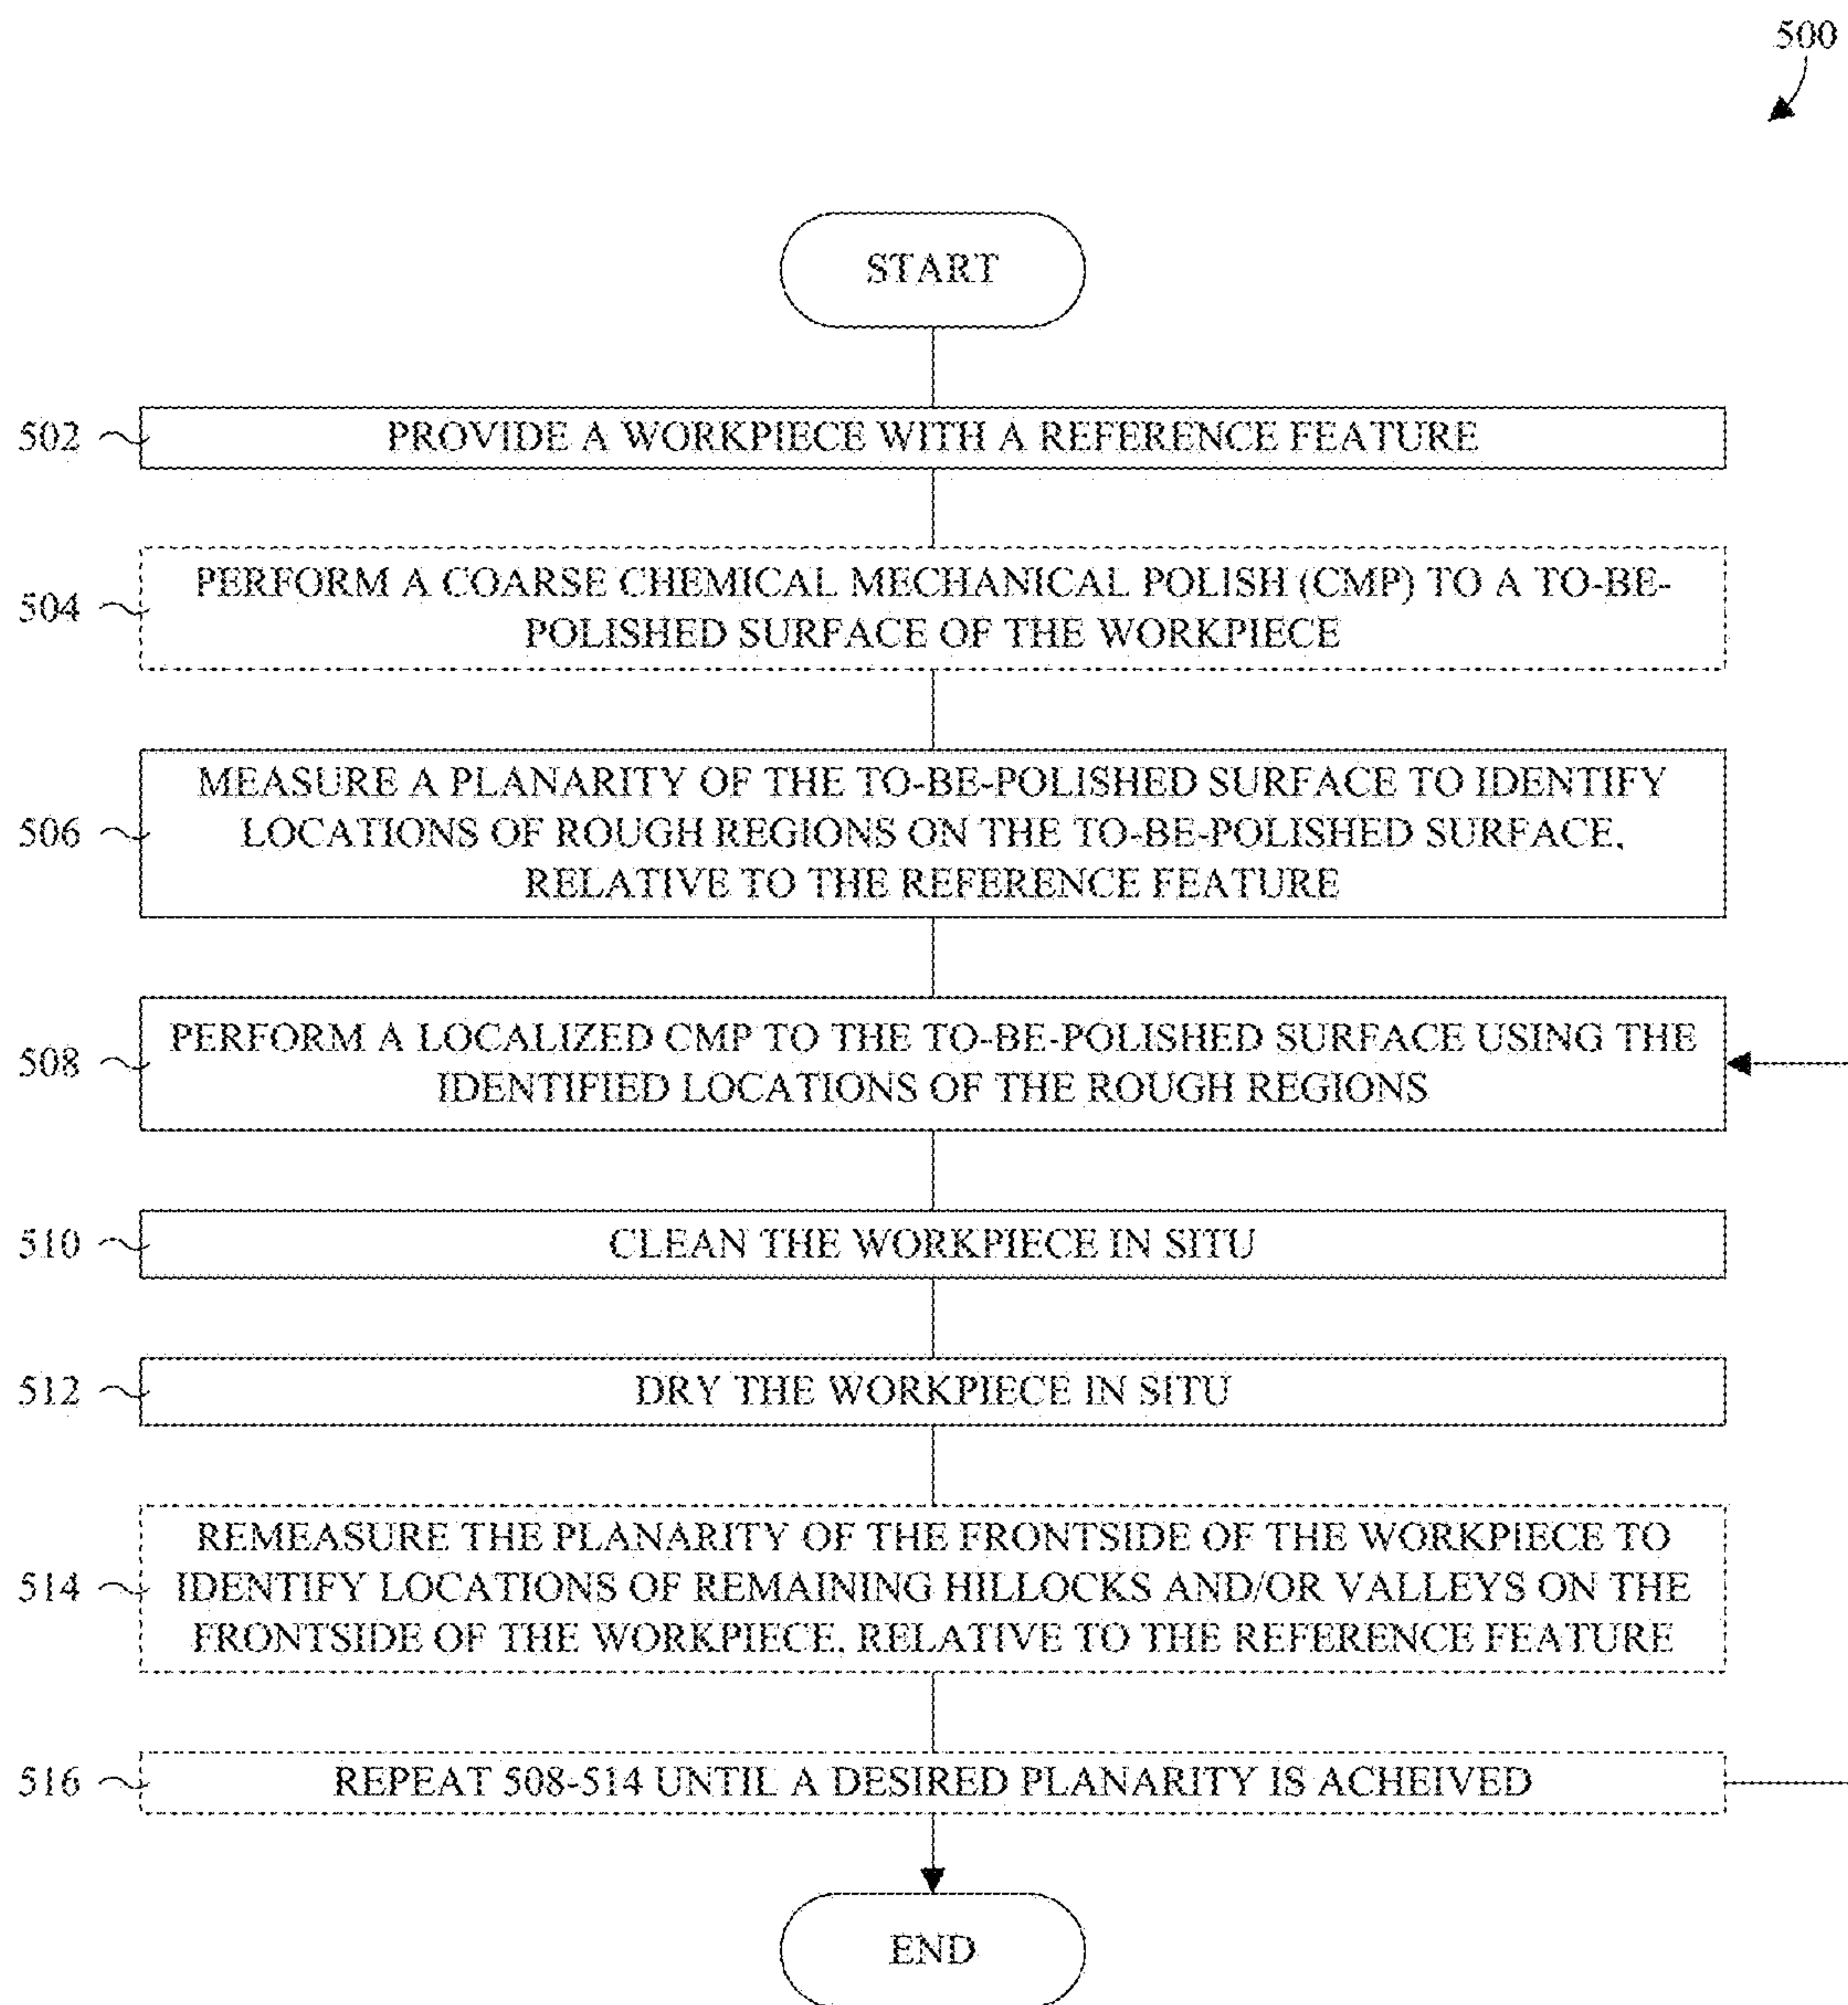 500
START
502
PROVIDE A WORKPIECE WITH A REFERENCE FEATURE
504
PERFORM A COARSE CHEMICAL MECHANICAL POLISH (CMP) TO A TO-BE-
POLISHED SURFACE OF THE WORKPIECE
506
MEASURE A PLANARITY OF THE TO-BE-POLISHED SURFACE TO IDENTIFY
LOCATIONS OF ROUGH REGIONS ON THE TO-BE-POLISHED SURFACE,
RELATIVE TO THE REFERENCE FEATURE
508
PERFORM A LOCALIZED CMP TO THE TO-BE-POLISHED SURFACE USING THE
IDENTIFIED LOCATIONS OF THE ROUGH REGIONS
510
CLEAN THE WORKPIECE IN SITU
512
DRY THE WORKPIECE IN SITU
514
REMEASURE THE PLANARITY OF THE FRONTSIDE OF THE WORKPIECE TO
IDENTIFY LOCATIONS OF REMAINING HILLOCKS AND/OR VALLEYS ON THE
FRONTSIDE OF THE WORKPIECE, RELATIVE TO THE REFERENCE FEATURE
516
REPEAT 508-514 UNTIL A DESIRED PLANARITY IS ACHEIVED
END